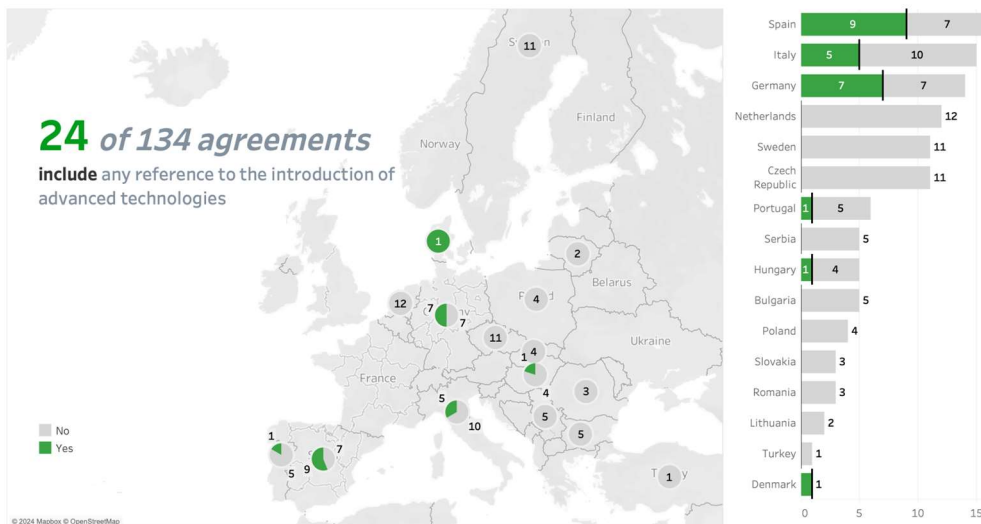 24 of 134 agreements
include any reference to the introduction of
advanced technologies
Finland
Norway
Belarus
Ukraine
France
11
1
2
12
7
7
4
11
4
1
4
3
5
10
5
5
1
7
5
9
1
No
Yes
© 2024 Mapbox © OpenStreetMap
Spain 9 7
Italy 5 10
Germany 7 7
Netherlands 12
Sweden 11
Czech
Republic 11
Portugal 1 5
Serbia 5
Hungary 1 4
Bulgaria 5
Poland 4
Slovakia 3
Romania 3
Lithuania 2
Turkey 1
Denmark 1
0 5 10 15